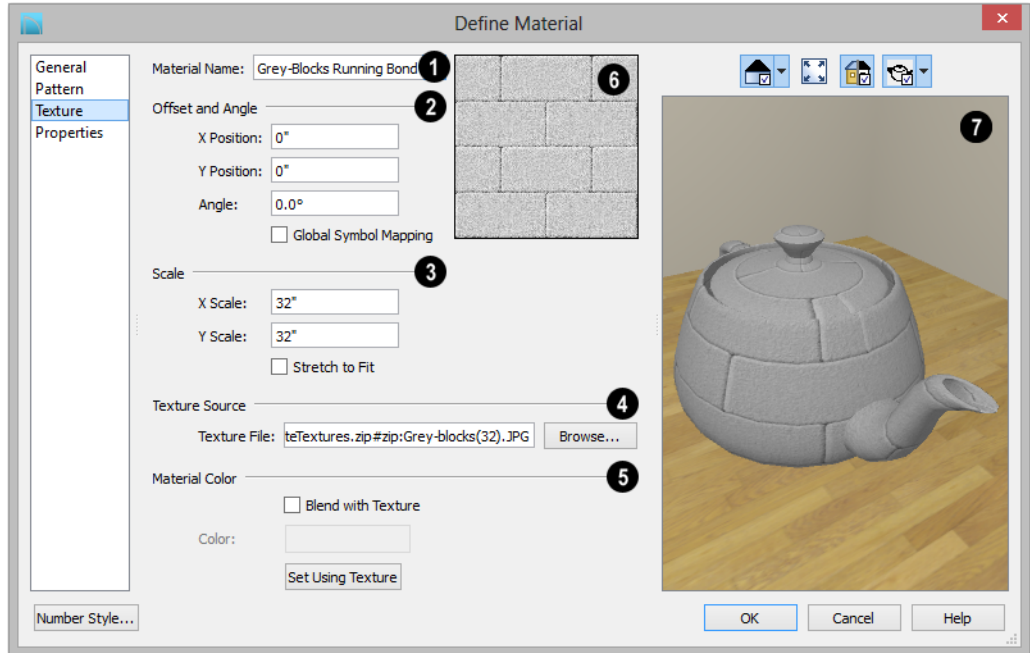 Define Material
General
Pattern
Texture
Properties
Material Name: Grey-Blocks Running Bond 1
Offset and Angle 2
X Position: 0"
Y Position: 0"
Angle: 0.0°
Global Symbol Mapping
Scale 3
X Scale: 32"
Y Scale: 32"
Stretch to Fit
Texture Source 4
Texture File: teTextures.zip#zip:Grey-blocks(32).JPG Browse...
Material Color 5
Blend with Texture
Color:
Set Using Texture
6
7
Number Style...
OK Cancel Help